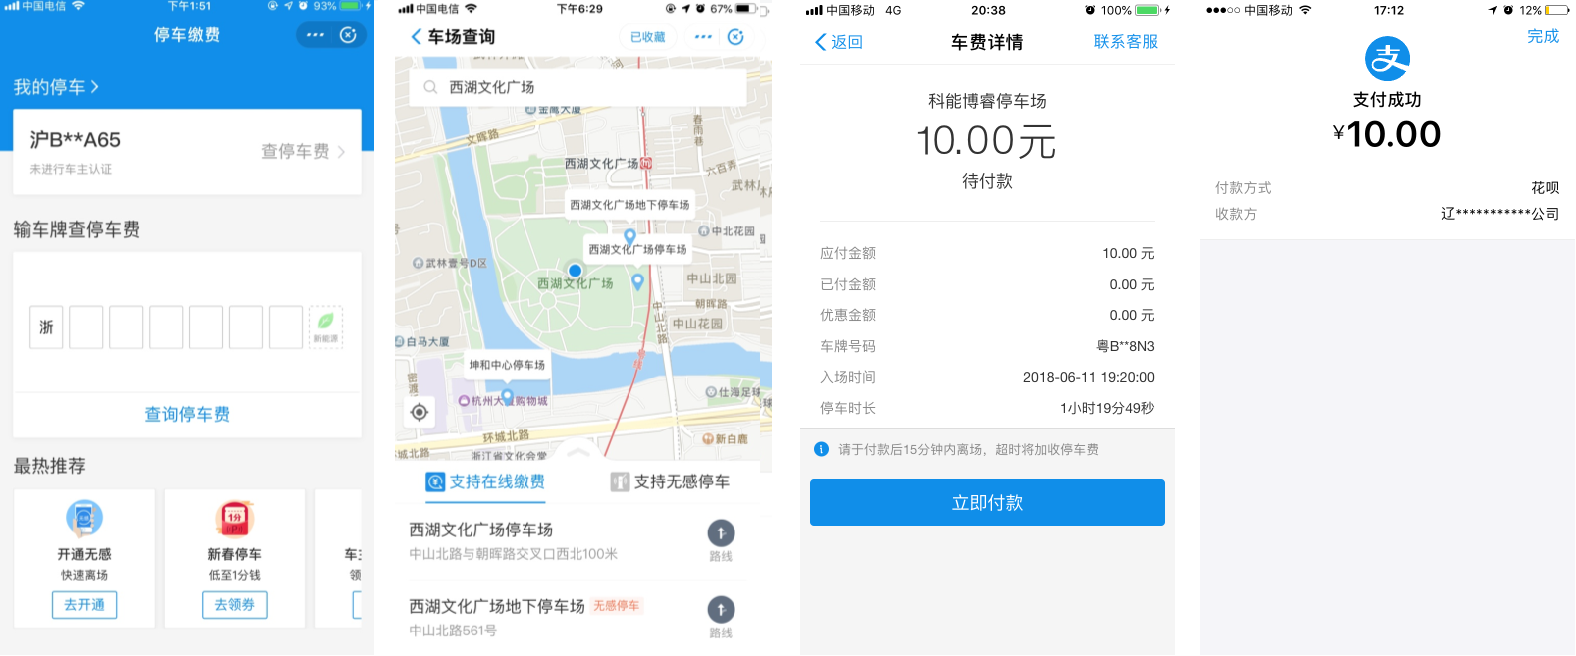 中国电信 下午1:51 93%
停车缴费
我的停车
沪B**A65
未进行车主认证
查停车费
输车牌查停车费
浙
新能源
查询停车费
最热推荐
开通无感
快速离场
去开通
新春停车
低至1分钱
去领券
1分
车主
领
中国电信 下午6:29 67%
车场查询
已收藏
西湖文化广场
金鹰大厦
文晖路
春雨巷
西湖文化广场
六百弄
武林
西湖文化广场地下停车场
中北花园
西湖文化广场停车场
武林壹号D区
西湖文化广场
中山北园
朝晖路
中山北路
中山花园
白马大厦
坤和中心停车场
密渡
杭州大厦购物城
仕海足球
环城北路
新白鹿
环城北路
浙江省文化会堂
支持在线缴费
支持无感停车
西湖文化广场停车场
中山北路与朝晖路交叉口西北100米
路线
西湖文化广场地下停车场 无感停车
中山北路561号
路线
中国移动 4G 20:38 100%
返回
车费详情
联系客服
科能博睿停车场
10.00元
待付款
应付金额 10.00 元
已付金额 0.00 元
优惠金额 0.00 元
车牌号码 粤B**8N3
入场时间 2018-06-11 19:20:00
停车时长 1小时19分49秒
请于付款后15分钟内离场，超时将加收停车费
立即付款
中国移动 17:12 12%
完成
支
支付成功
¥10.00
付款方式 花呗
收款方 辽***********公司